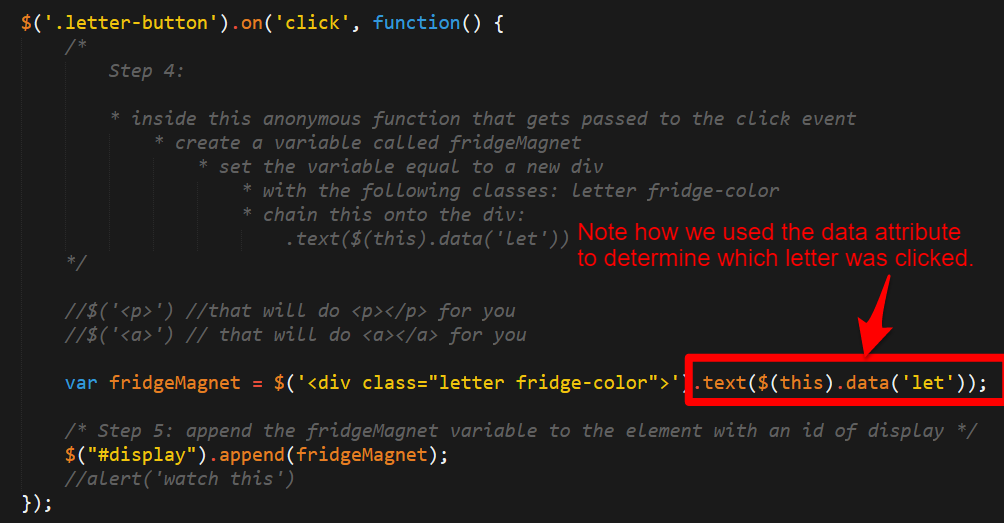 $('.letter-button').on('click', function() {
/*
Step 4:
* inside this anonymous function that gets passed to the click event
* create a variable called fridgeMagnet
* set the variable equal to a new div
* with the following classes: letter fridge-color
* chain this onto the div:
.text($(this).data('let'))
*/
Note how we used the data attribute
to determine which letter was clicked.
//$('<p>') //that will do <p></p> for you
//$('<a>') // that will do <a></a> for you
var fridgeMagnet = $('<div class="letter fridge-color">').text($(this).data('let'));
/* Step 5: append the fridgeMagnet variable to the element with an id of display */
$("#display").append(fridgeMagnet);
//alert('watch this')
});